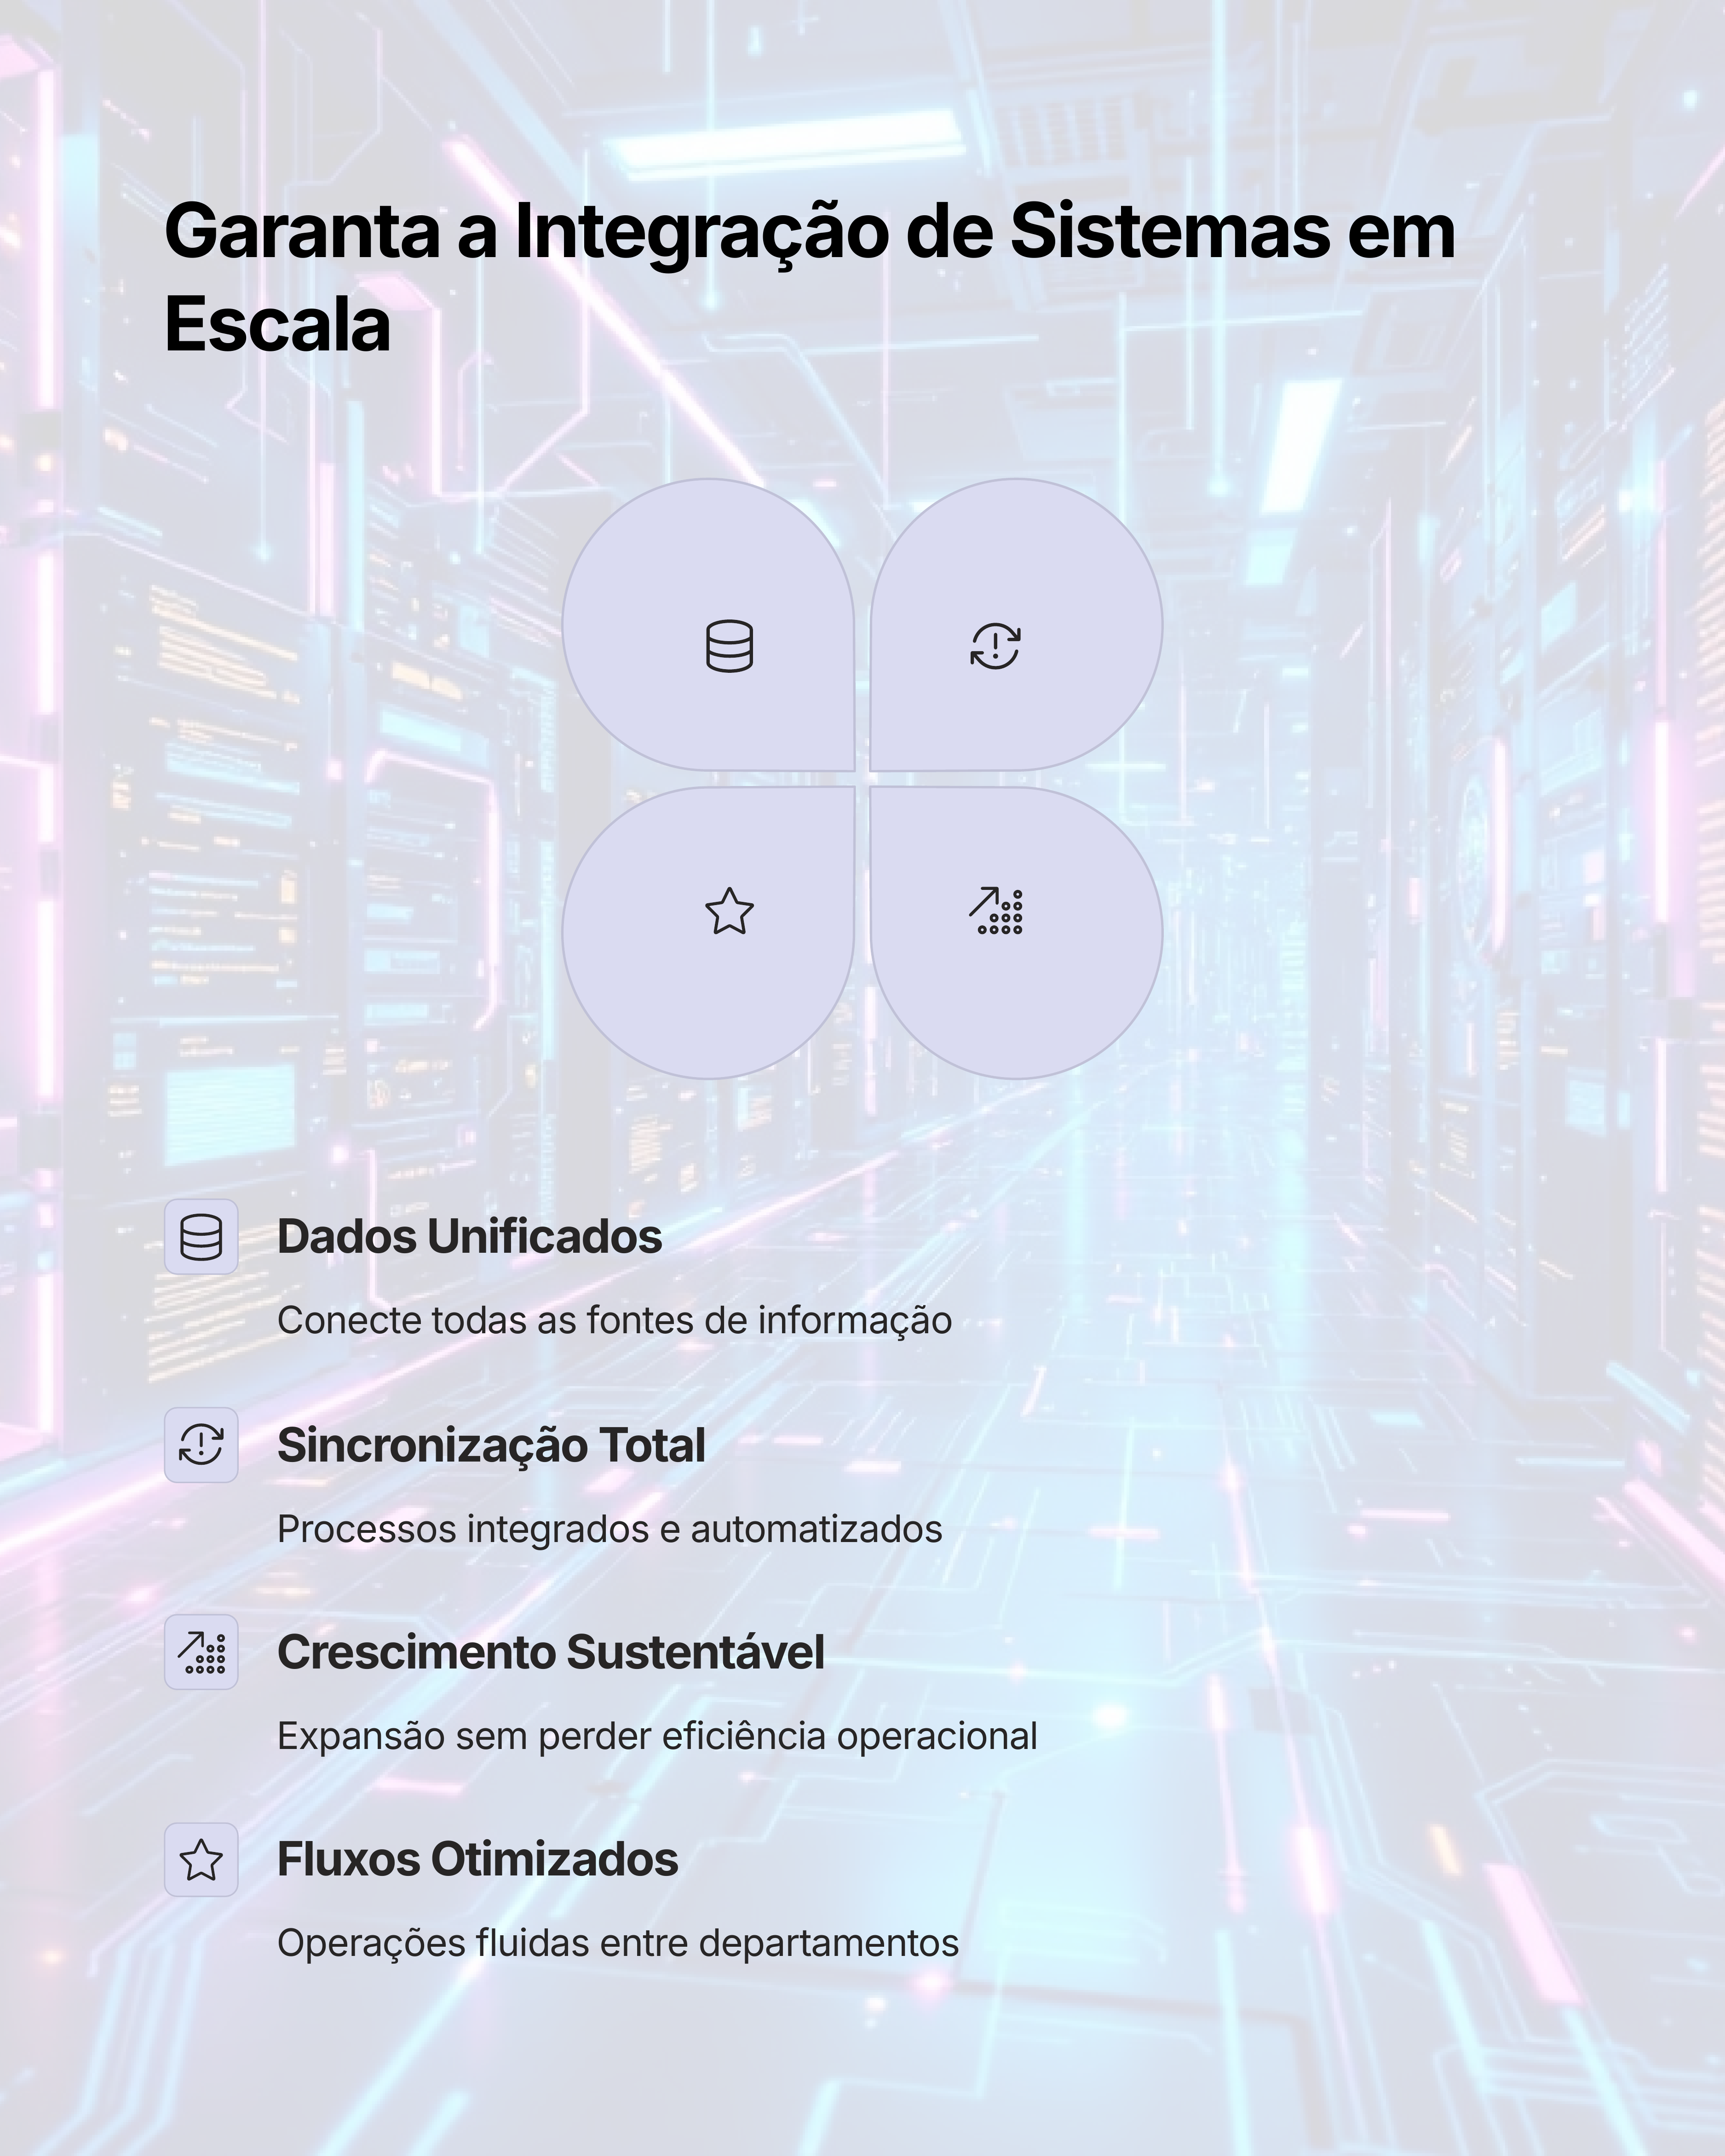 Garanta a Integração de Sistemas em
Escala
Dados Unificados
Conecte todas as fontes de informação
Sincronização Total
Processos integrados e automatizados
Crescimento Sustentável
Expansão sem perder eficiência operacional
Fluxos Otimizados
Operações fluidas entre departamentos